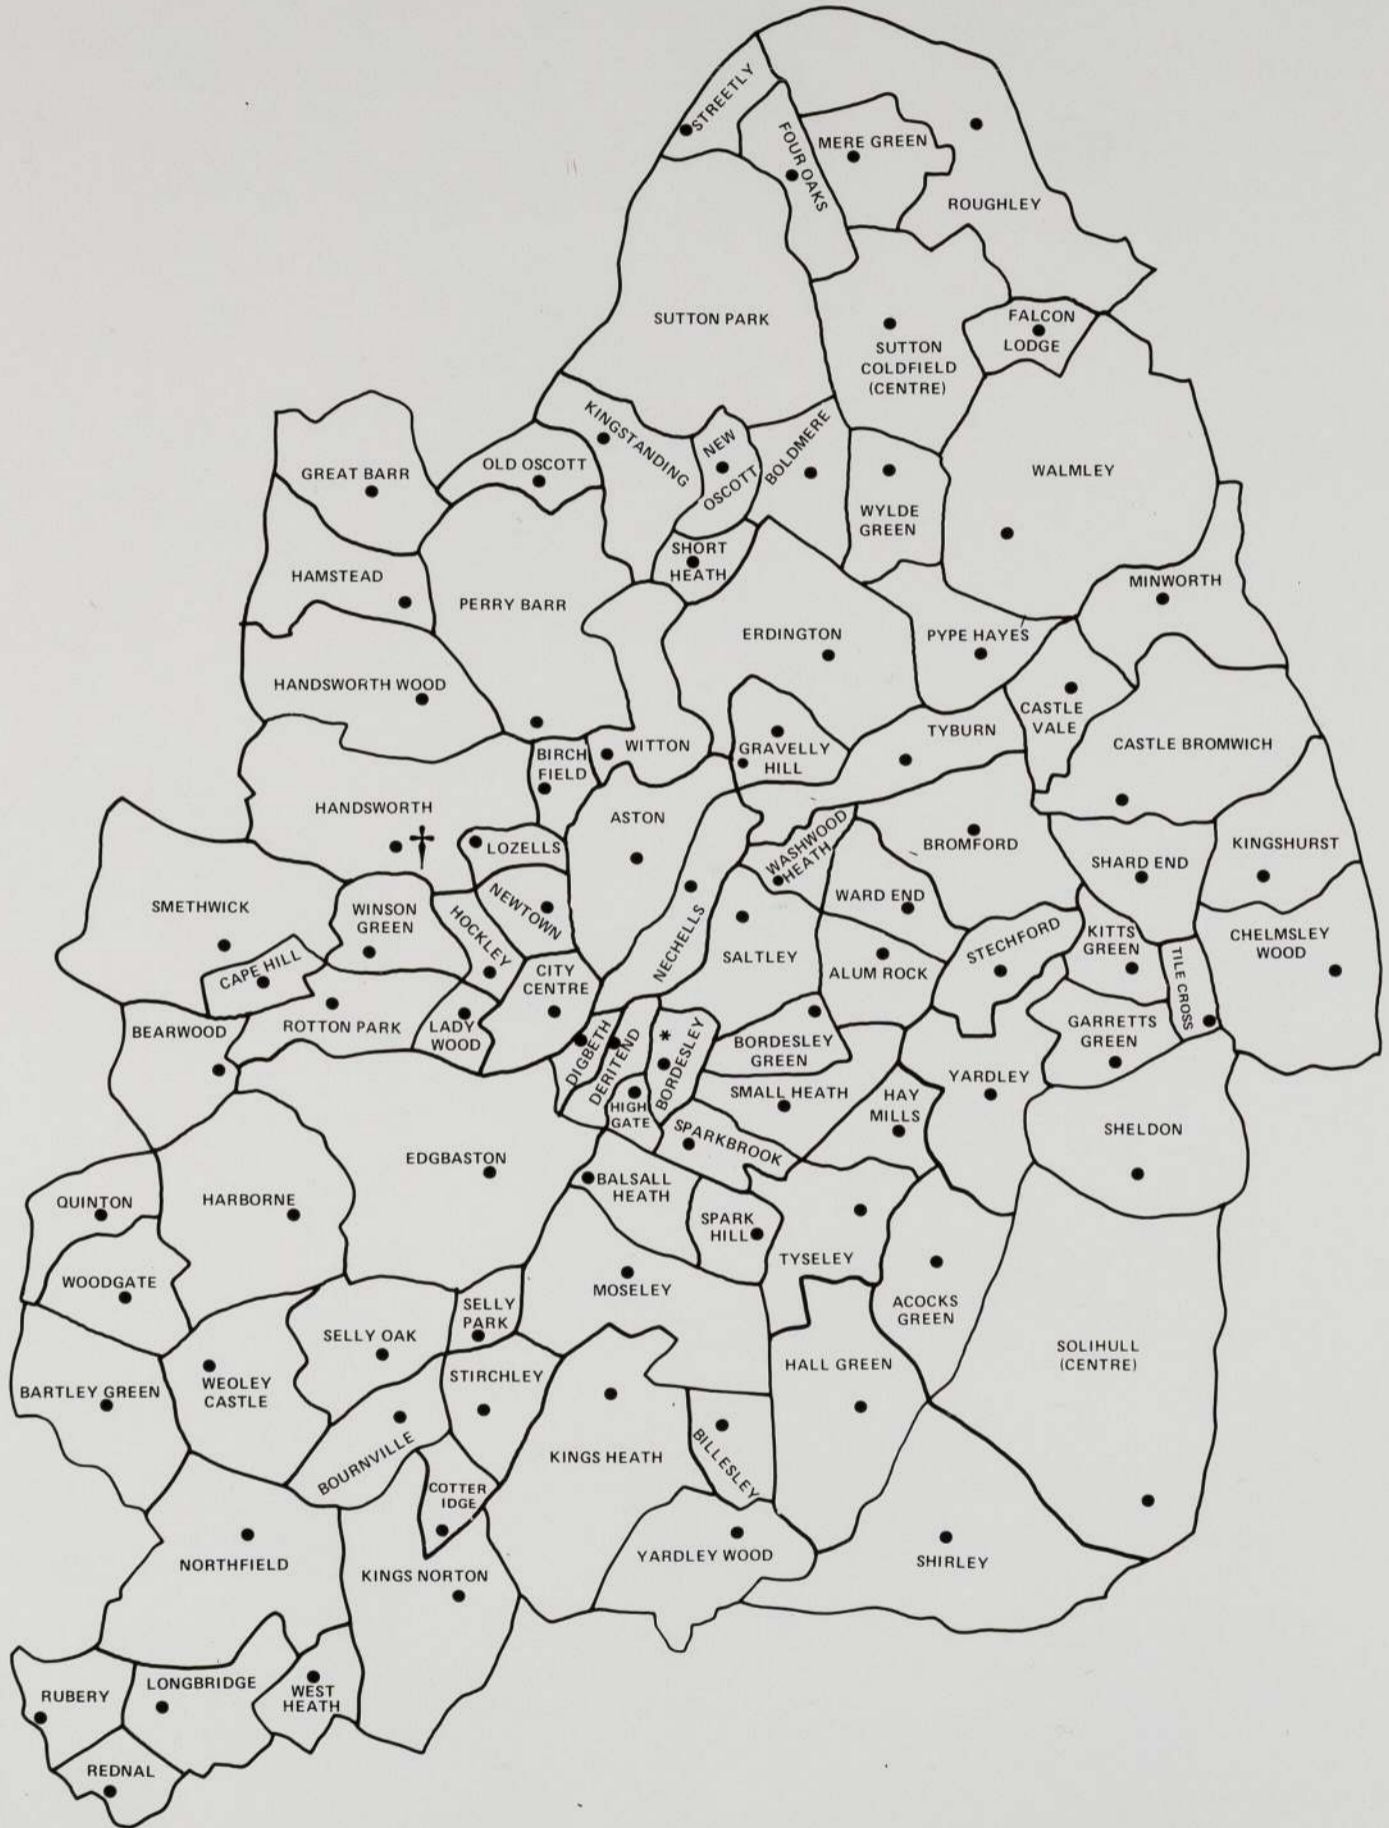 STREETLY
FOUR OAKS
MERE GREEN
ROUGHLEY
SUTTON PARK
FALCON
LODGE
SUTTON
COLDFIELD
(CENTRE)
KINGSTANDING
NEW
OSCOTT
BOLDMERE
OLD OSCOTT
GREAT BARR
WALMLEY
WYLDE
GREEN
SHORT
HEATH
HAMSTEAD
PERRY BARR
MINWORTH
ERDINGTON
PYPE HAYES
HANDSWORTH WOOD
CASTLE
VALE
TYBURN
CASTLE BROMWICH
BIRCH
FIELD
WITTON
GRAVELLY
HILL
HANDSWORTH
†
ASTON
LOZELLS
WASHWOOD
HEATH
BROMFORD
KINGSHURST
SHARD END
SMETHWICK
WINSON
GREEN
HOCKLEY
NEWTOWN
NECHELLS
WARD END
STECHFORD
KITTS
GREEN
CHELMSLEY
WOOD
CAPE HILL
CITY
CENTRE
SALTLEY
ALUM ROCK
TILE CROSS
BEARWOOD
ROTTON PARK
LADY
WOOD
DIGBETH
DERITEND
*
BORDESLEY
BORDESLEY
GREEN
GARRETTS
GREEN
HIGH
GATE
SMALL HEATH
HAY
MILLS
YARDLEY
SPARKBROOK
SHELDON
EDGBASTON
BALSALL
HEATH
QUINTON
HARBORNE
SPARK
HILL
TYSELEY
WOODGATE
MOSELEY
ACOCKS
GREEN
SELLY
PARK
SELLY OAK
SOLIHULL
(CENTRE)
HALL GREEN
STIRCHLEY
BARTLEY GREEN
WEOLEY
CASTLE
BOURNVILLE
KINGS HEATH
BILLESLEY
COTTER
IDGE
NORTHFIELD
KINGS NORTON
YARDLEY WOOD
SHIRLEY
RUBERY
LONGBRIDGE
WEST
HEATH
REDNAL